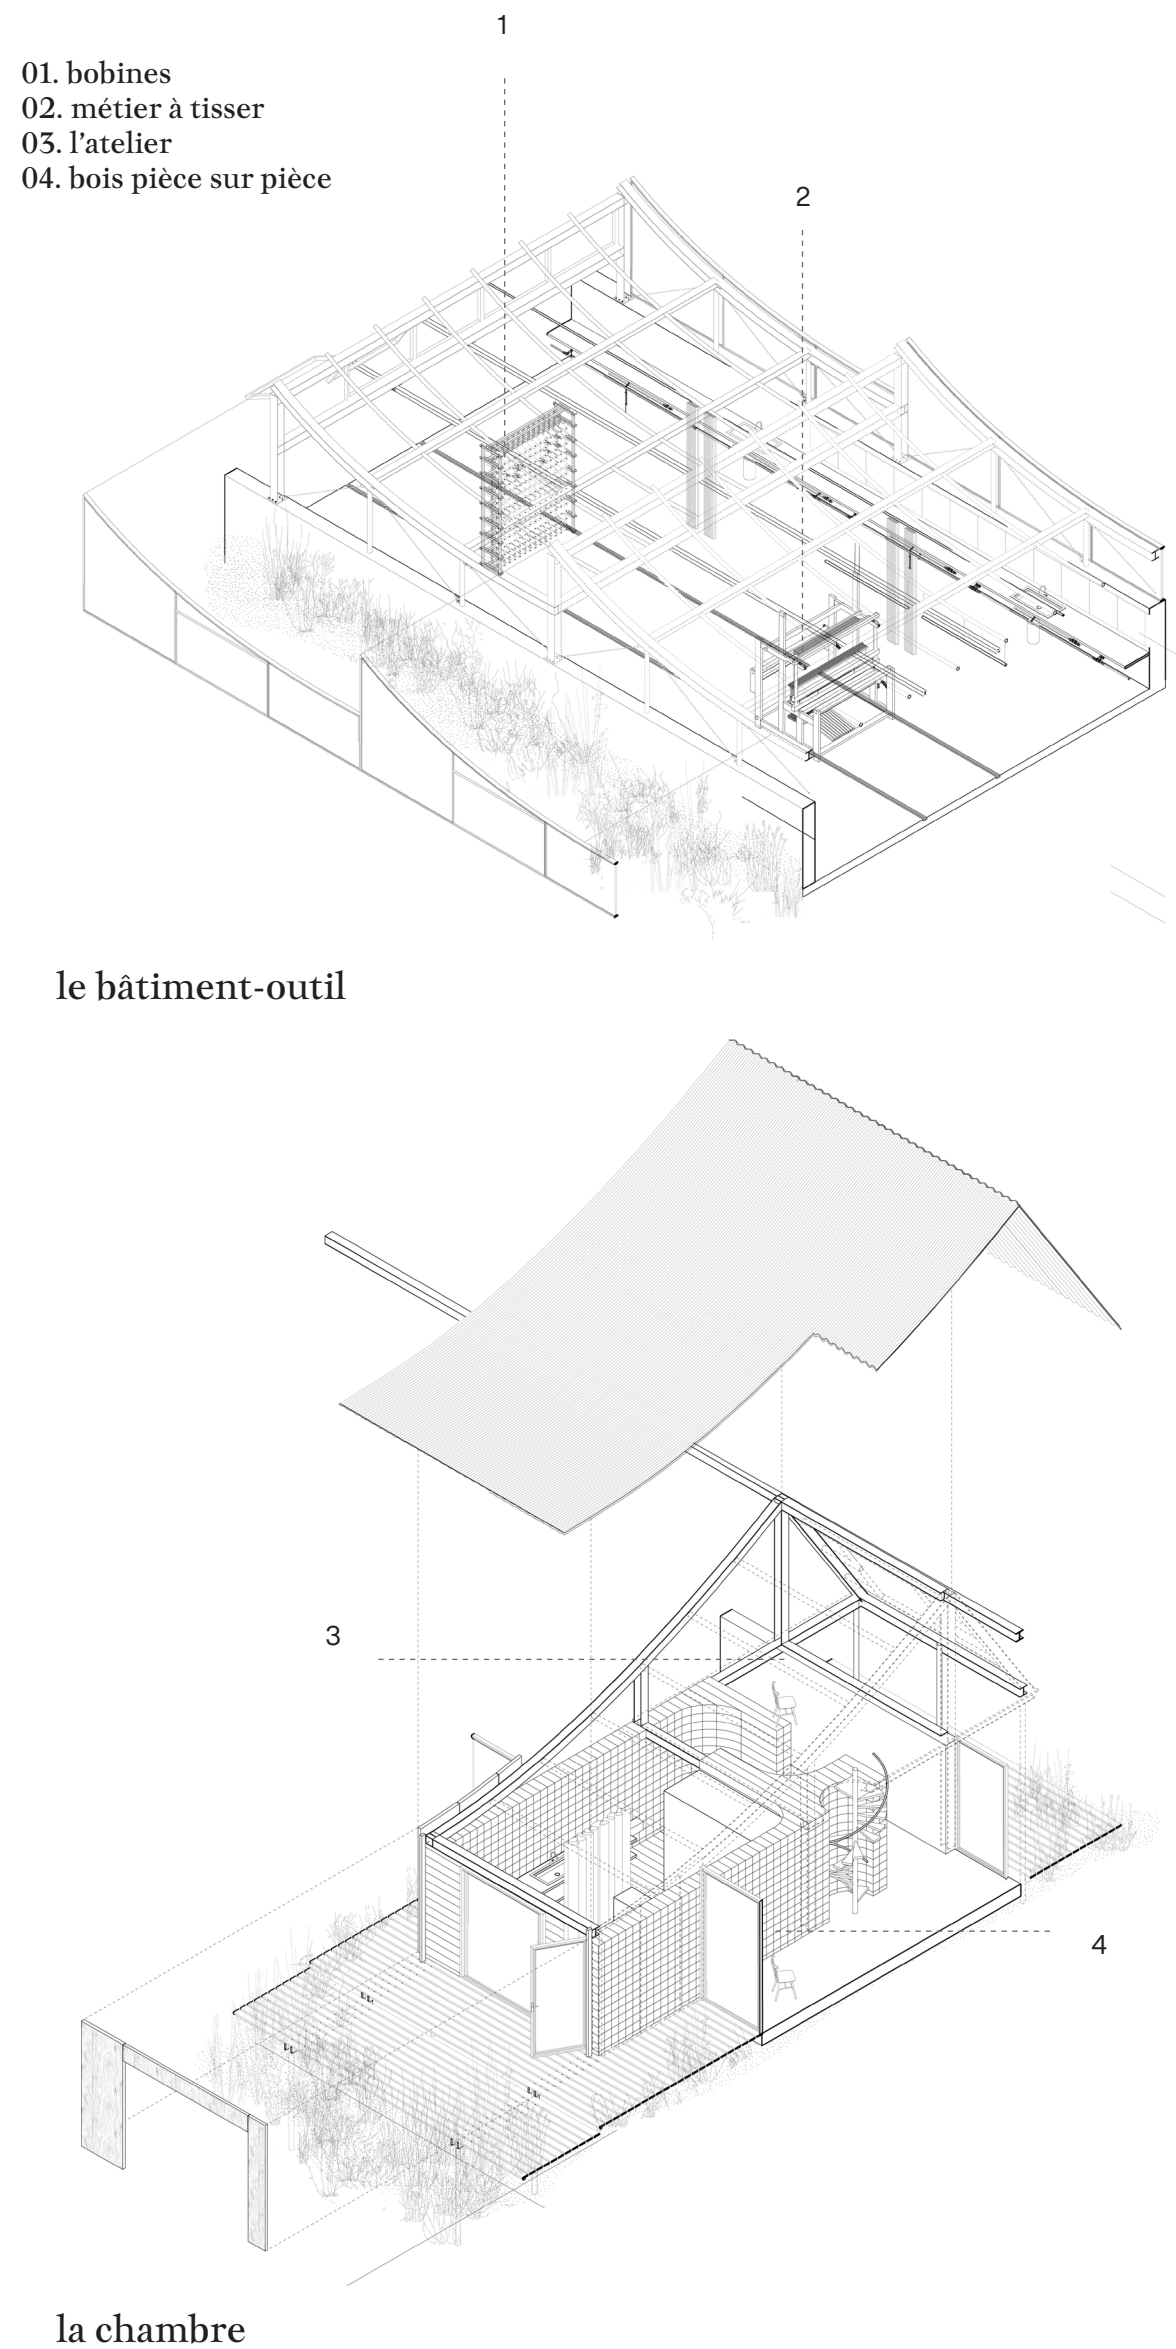 1
01. bobines
02. métier à tisser
03. l’atelier
04. bois pièce sur pièce
2
le bâtiment-outil
3
4
la chambre